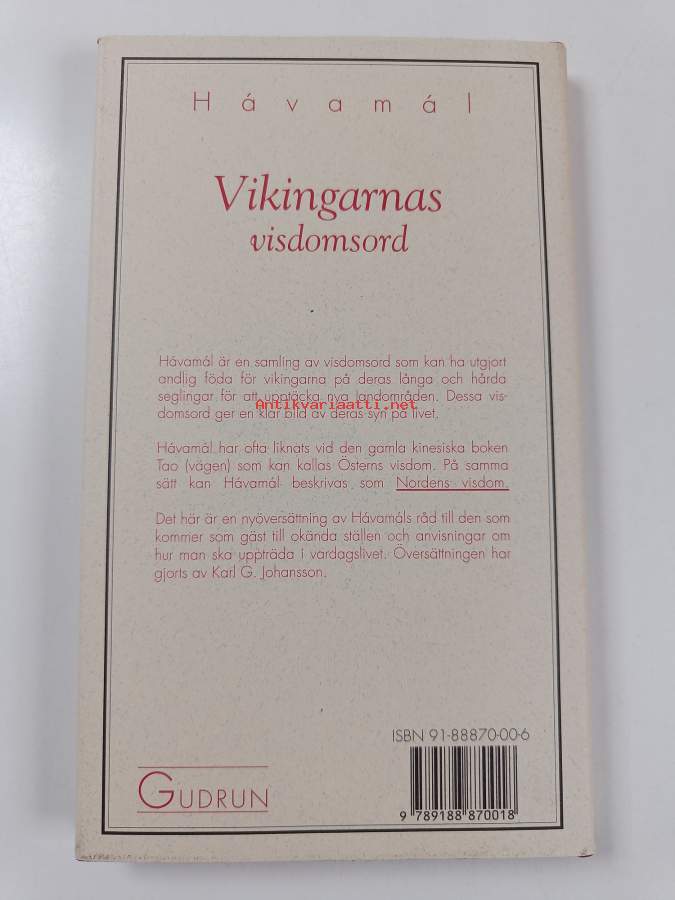 Hávamál
Vikingarnas
visdomsord
Hávamál är en samling av visdomsord som kan ha utgjort
andlig föda för vikingarna på deras långa och hårda
seglingar för att upptäcka nya landområden. Dessa vis-
domsord ger en klar bild av deras syn på livet.
Antikvariaatti.net
Hávamál har ofta liknats vid den gamla kinesiska boken
Tao (vägen) som kan kallas Österns visdom. På samma
sätt kan Hávamál beskrivas som Nordens visdom.
Det här är en nyöversättning av Hávamáls råd till den som
kommer som gäst till okända ställen och anvisningar om
hur man ska uppträda i vardagslivet. Översättningen har
gjorts av Karl G. Johansson.
ISBN 91-88870-00-6
9 789188 870018
GUDRUN